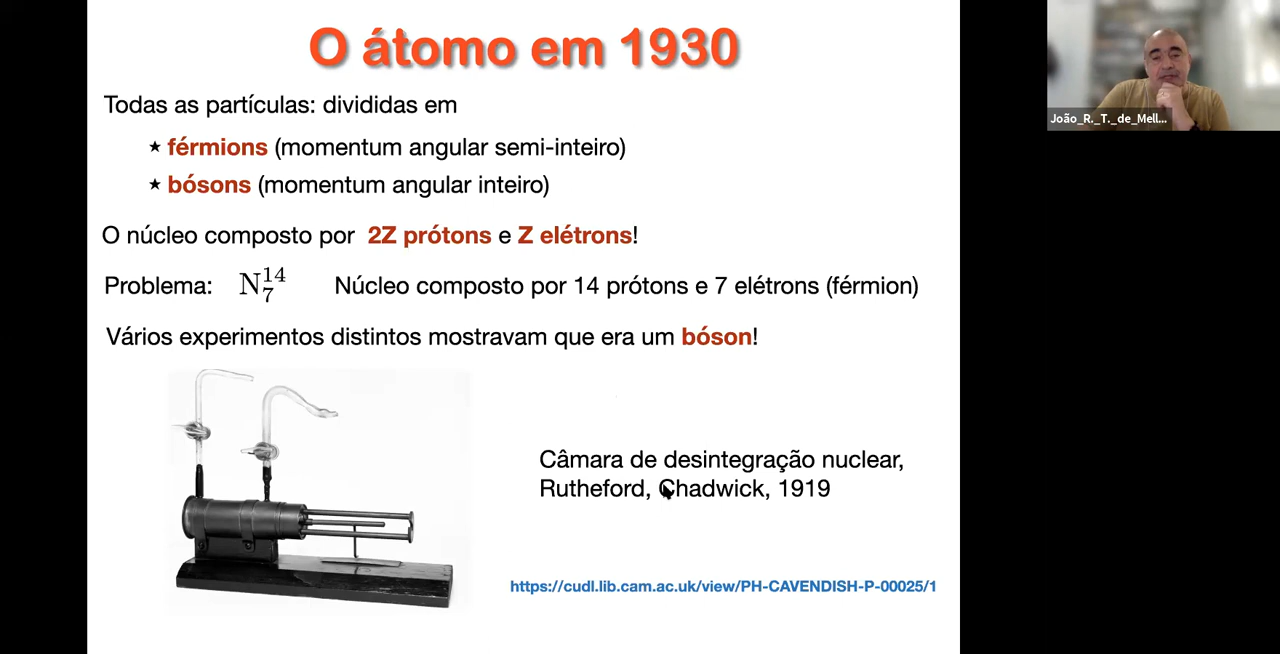 O átomo em 1930
Todas as partículas: divididas em
★ férmions (momentum angular semi-inteiro)
★ bósons (momentum angular inteiro)
O núcleo composto por 2Z prótons e Z elétrons!
Problema: N₇¹⁴ Núcleo composto por 14 prótons e 7 elétrons (férmion)
Vários experimentos distintos mostravam que era um bóson!
Câmara de desintegração nuclear,
Rutheford, Chadwick, 1919
https://cudl.lib.cam.ac.uk/view/PH-CAVENDISH-P-00025/1
João_R._T._de_Mell...